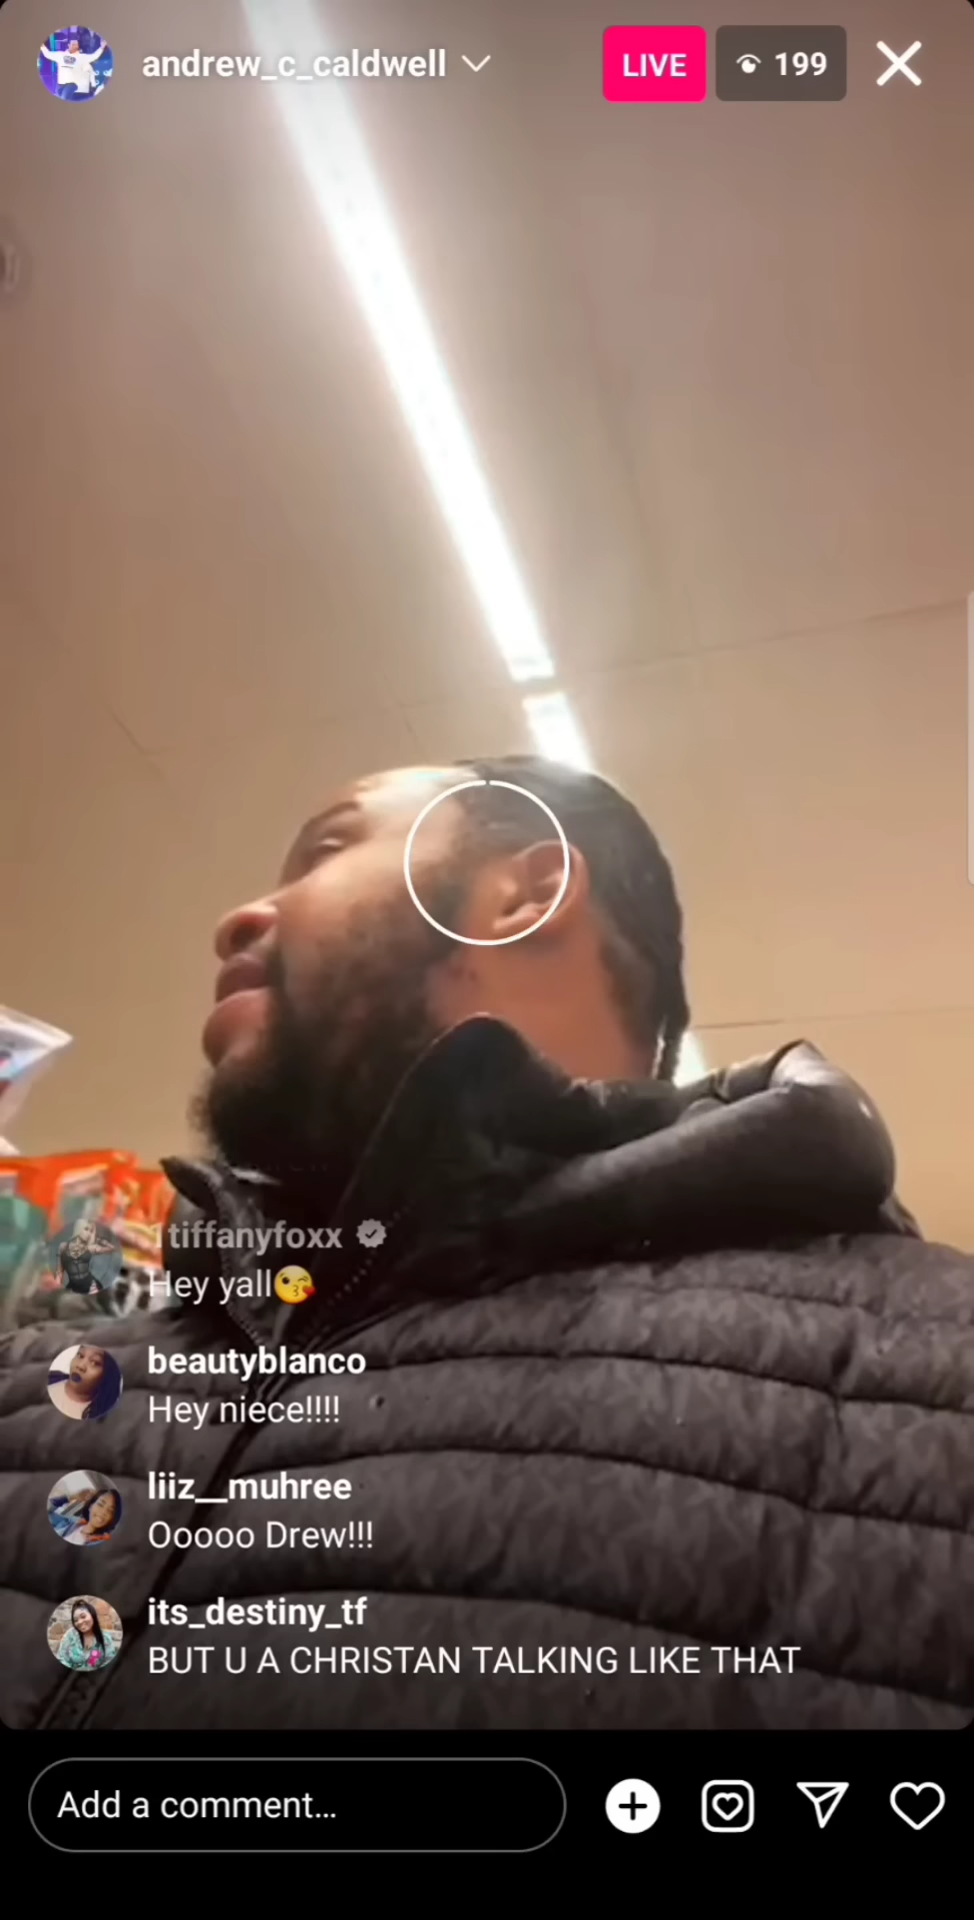 andrew_c_caldwell
LIVE
199
1tiffanyfoxx
Hey yall😘
beautyblanco
Hey niece!!!!
liiz__muhree
Ooooo Drew!!!
its_destiny_tf
BUT U A CHRISTAN TALKING LIKE THAT
Add a comment...